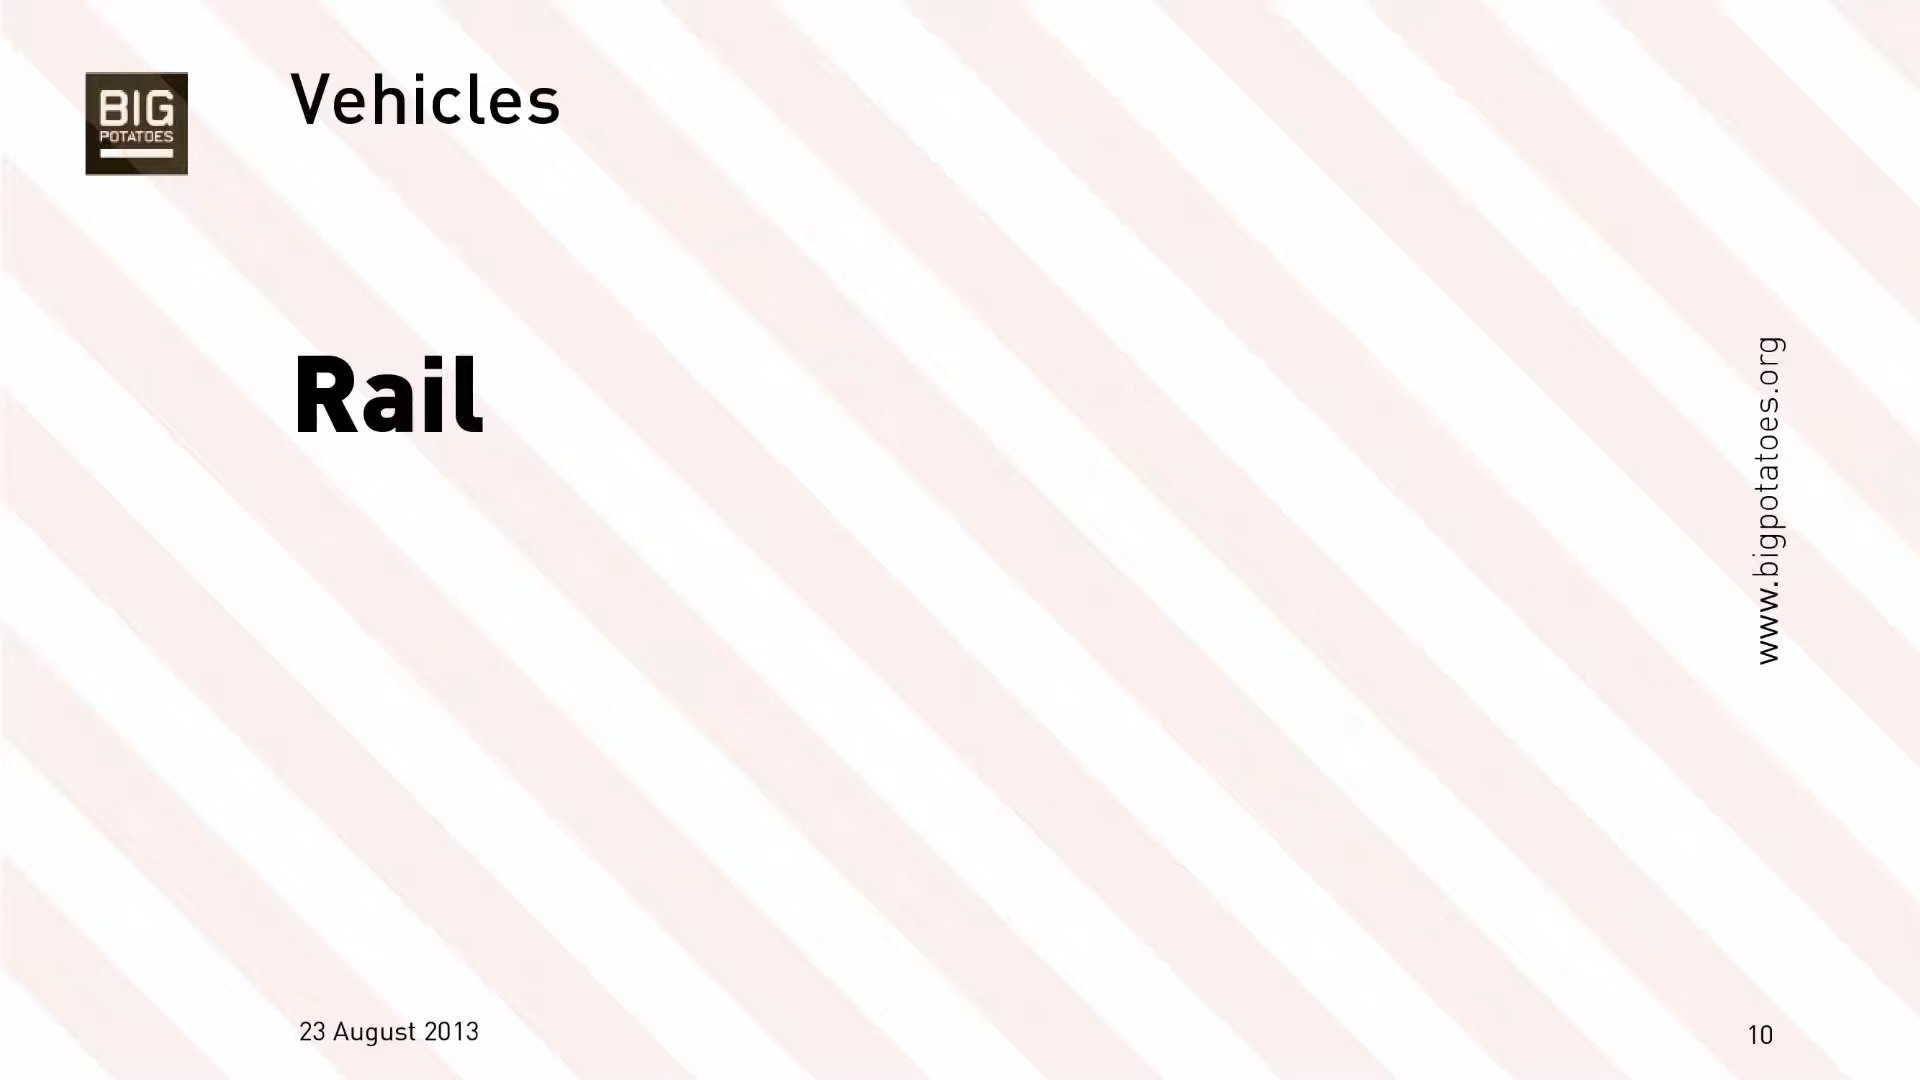 BIG
POTATOES
Vehicles
Rail
www.bigpotatoes.org
23 August 2013
10